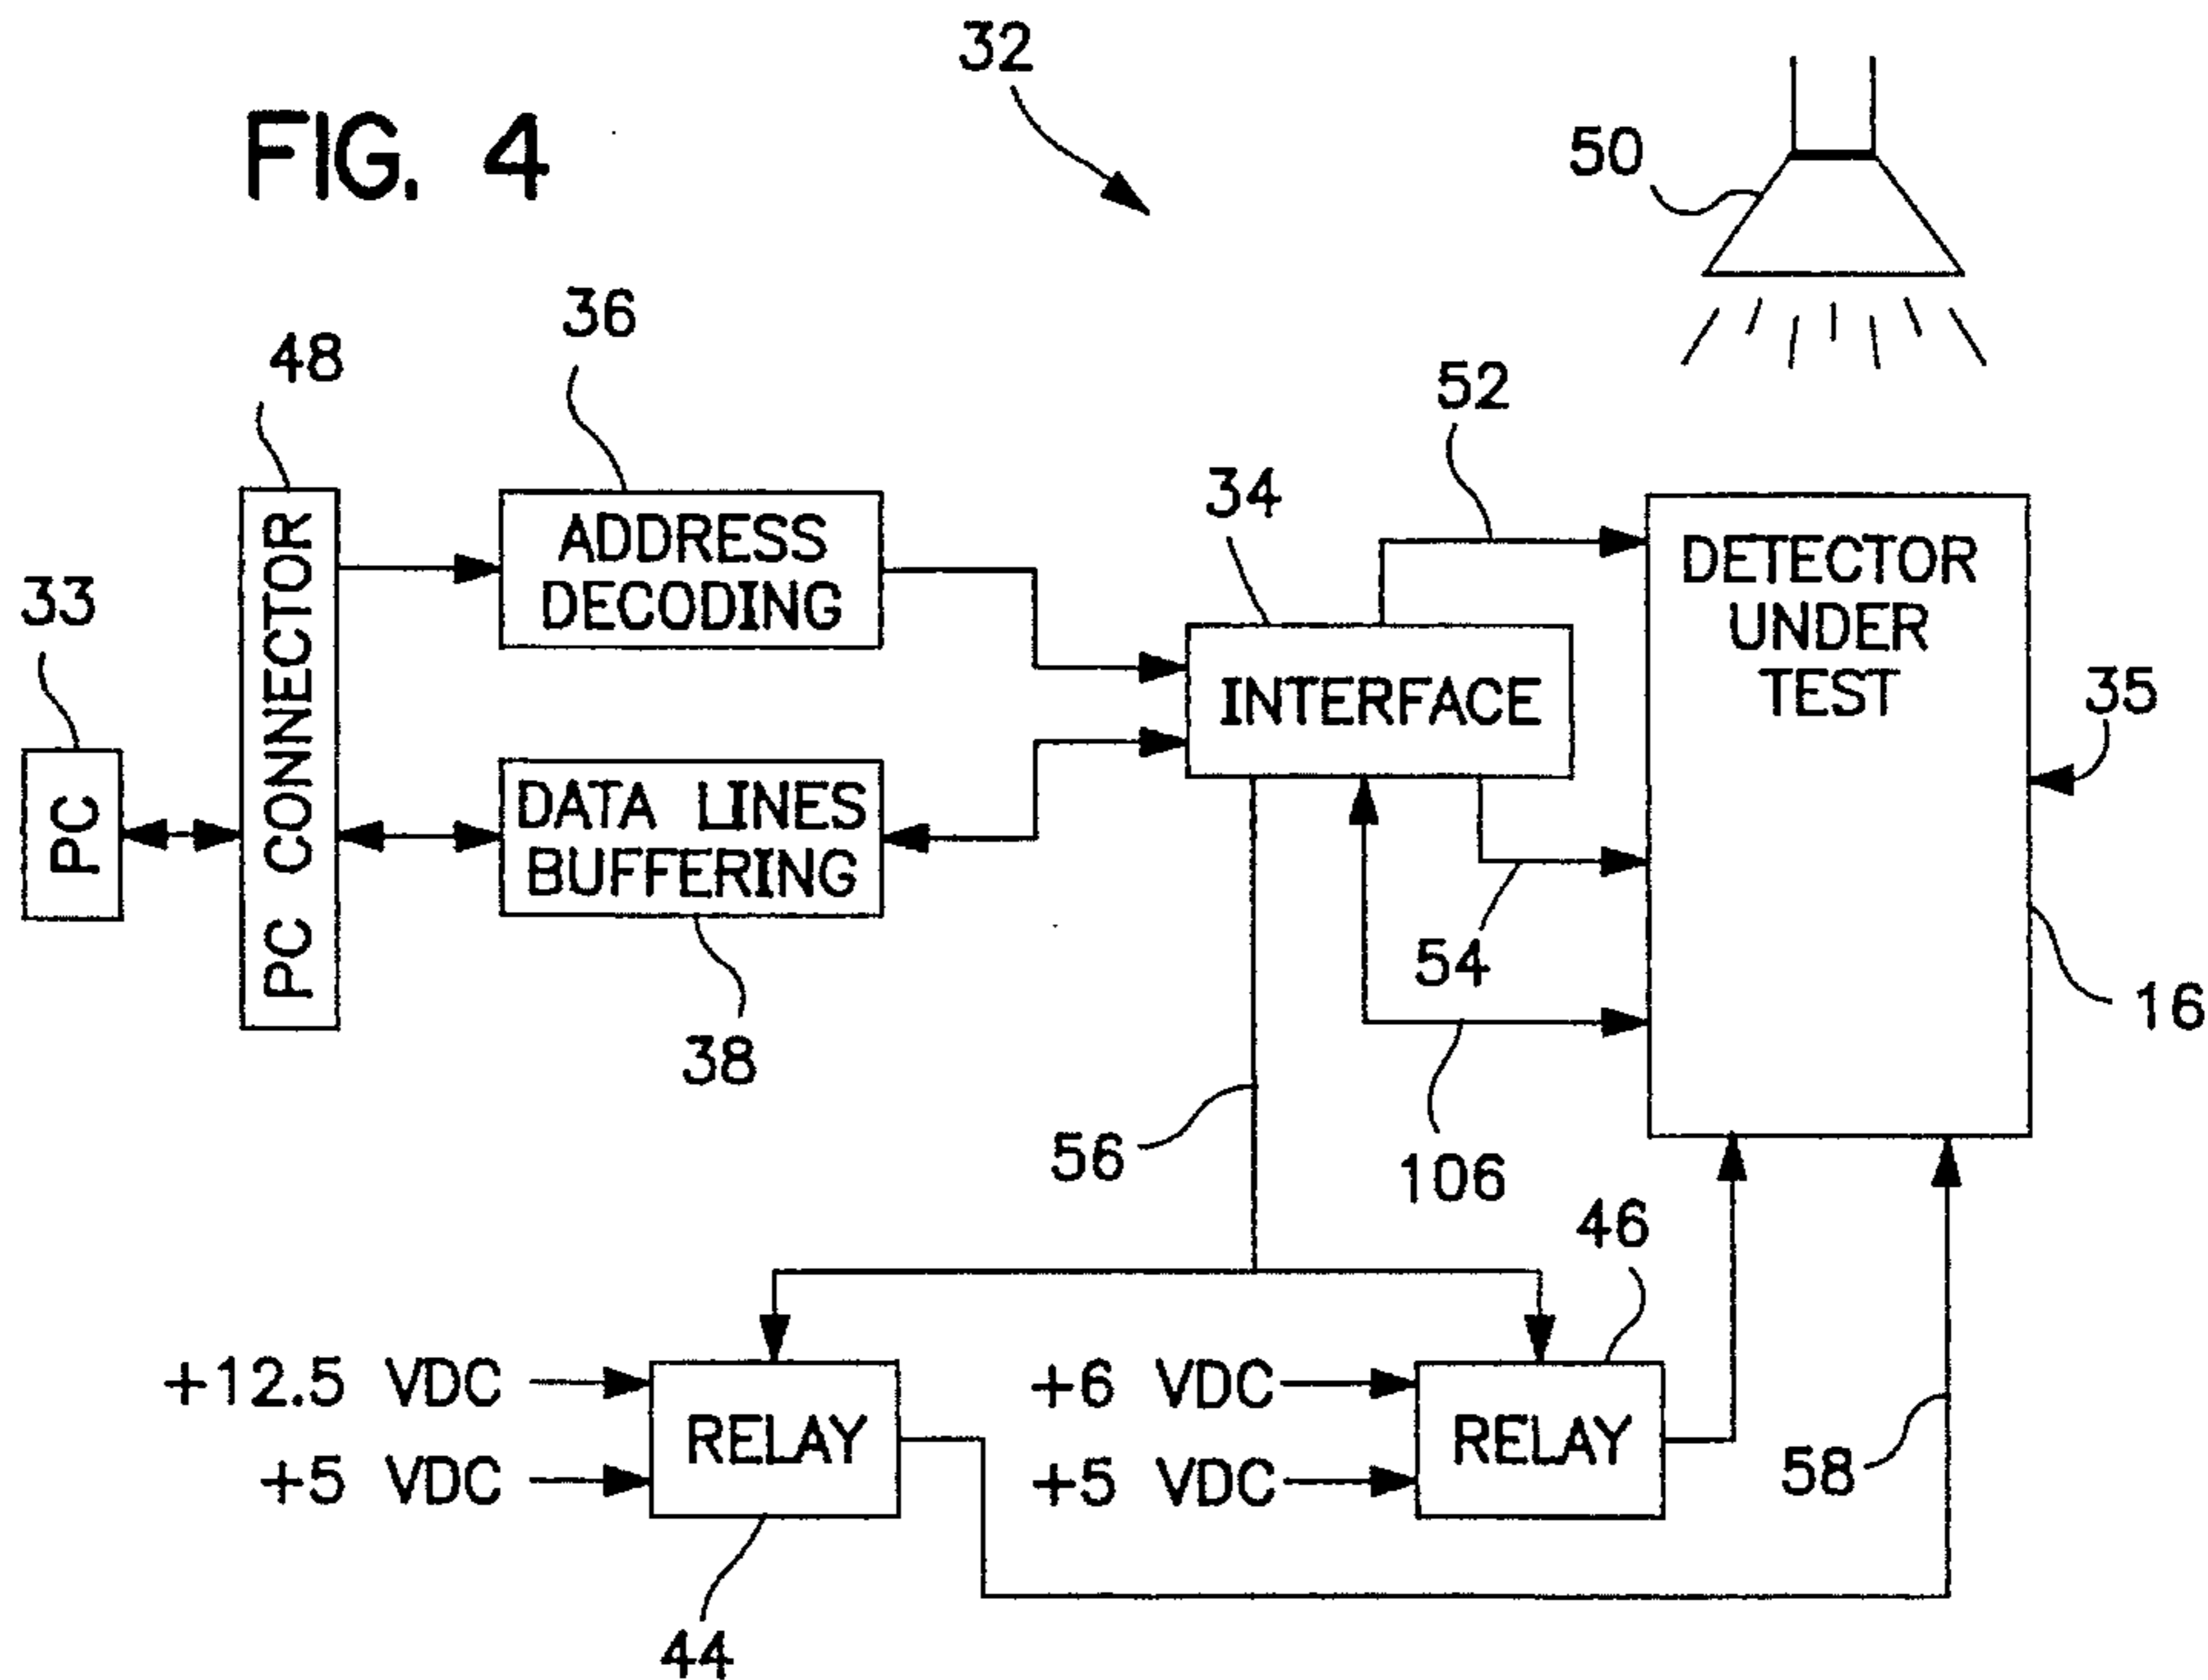 FIG. 4
32
50
48
36
52
34
33
PC
PC CONNECTOR
ADDRESS
DECODING
DATA LINES
BUFFERING
38
INTERFACE
DETECTOR
UNDER
TEST
35
16
54
106
56
46
+12.5 VDC
+5 VDC
RELAY
44
+6 VDC
+5 VDC
RELAY
58